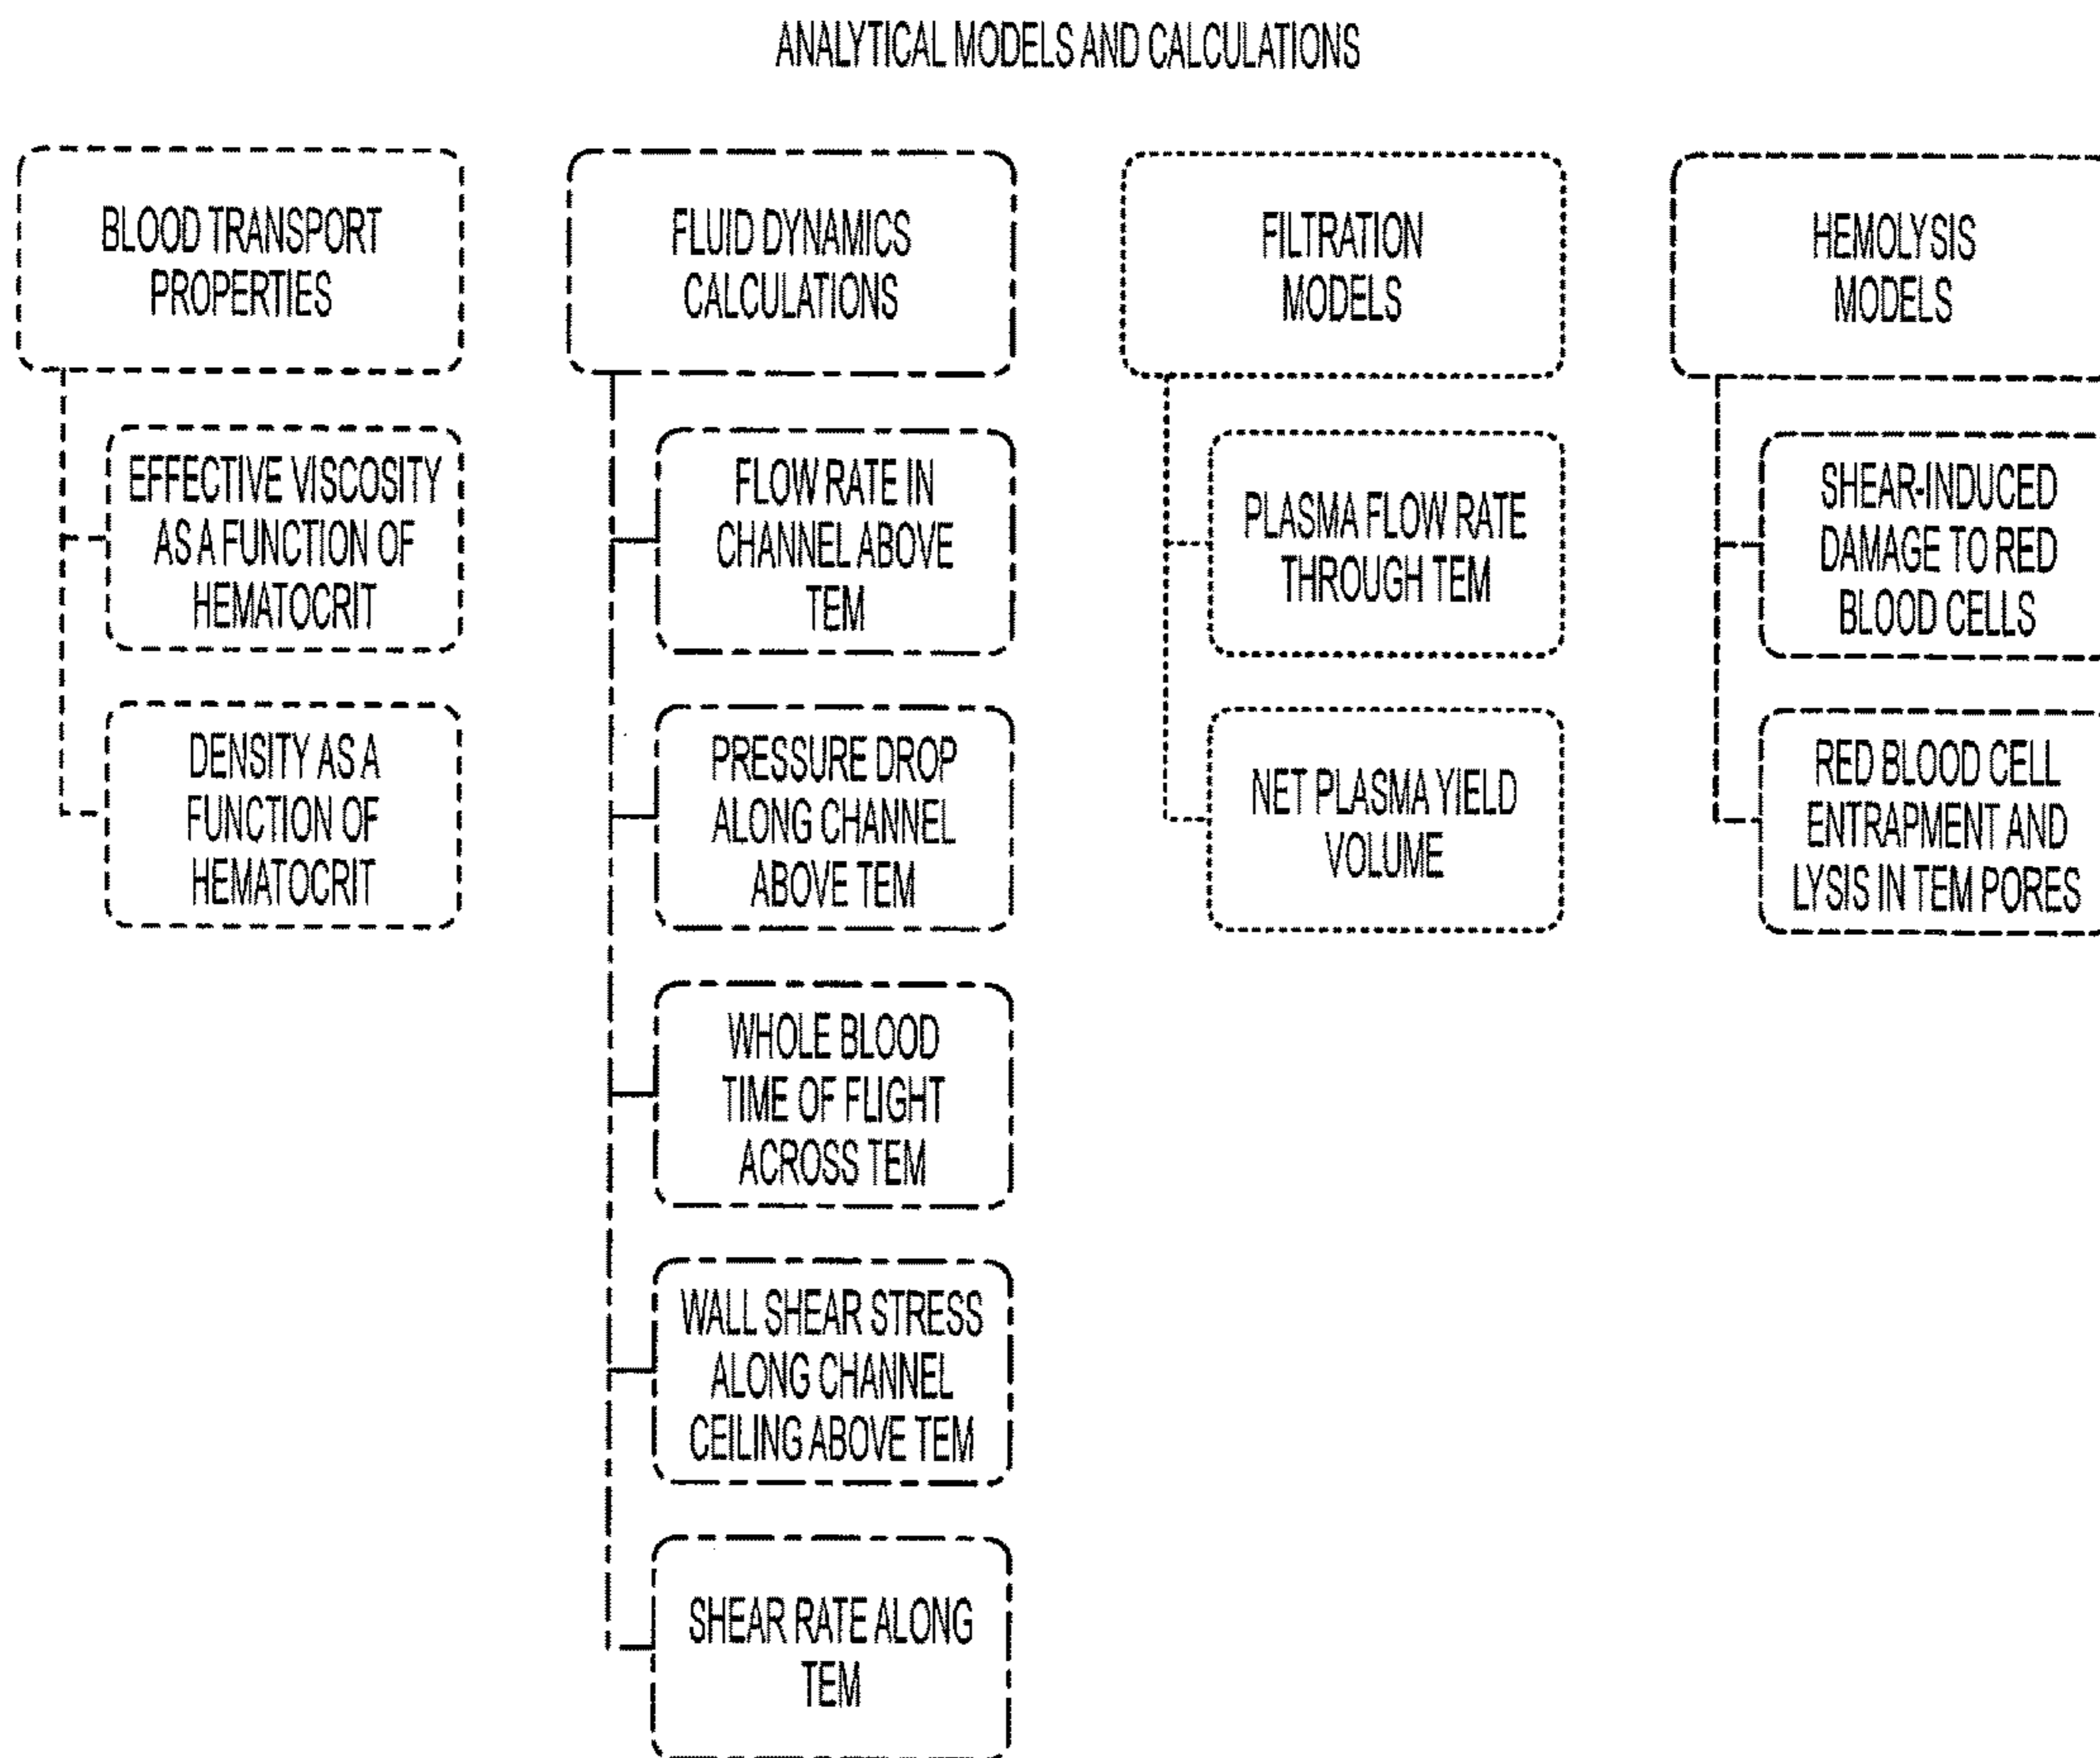 ANALYTICAL MODELS AND CALCULATIONS
BLOOD TRANSPORT
PROPERTIES
EFFECTIVE VISCOSITY
AS A FUNCTION OF
HEMATOCRIT
DENSITY AS A
FUNCTION OF
HEMATOCRIT
FLUID DYNAMICS
CALCULATIONS
FLOW RATE IN
CHANNEL ABOVE
TEM
PRESSURE DROP
ALONG CHANNEL
ABOVE TEM
WHOLE BLOOD
TIME OF FLIGHT
ACROSS TEM
WALL SHEAR STRESS
ALONG CHANNEL
CEILING ABOVE TEM
SHEAR RATE ALONG
TEM
FILTRATION
MODELS
PLASMA FLOW RATE
THROUGH TEM
NET PLASMA YIELD
VOLUME
HEMOLYSIS
MODELS
SHEAR-INDUCED
DAMAGE TO RED
BLOOD CELLS
RED BLOOD CELL
ENTRAPMENT AND
LYSIS IN TEM PORES